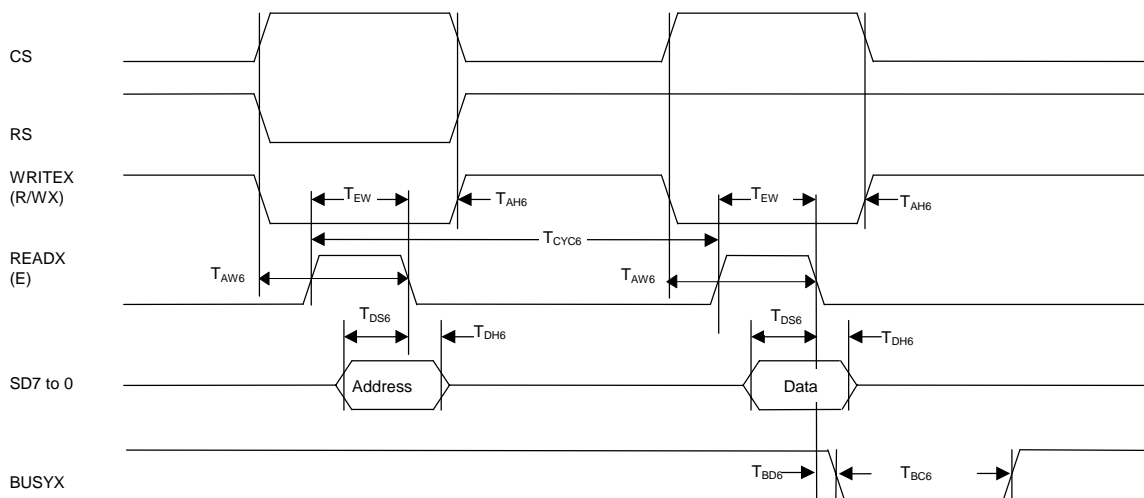 CS
RS
WRITEX
(R/WX)
T_EW
T_AH6
T_EW
T_AH6
T_CYC6
READX
(E)
T_AW6
T_AW6
T_DS6
T_DH6
T_DS6
T_DH6
SD7 to 0
Address
Data
BUSYX
T_BD6
T_BC6